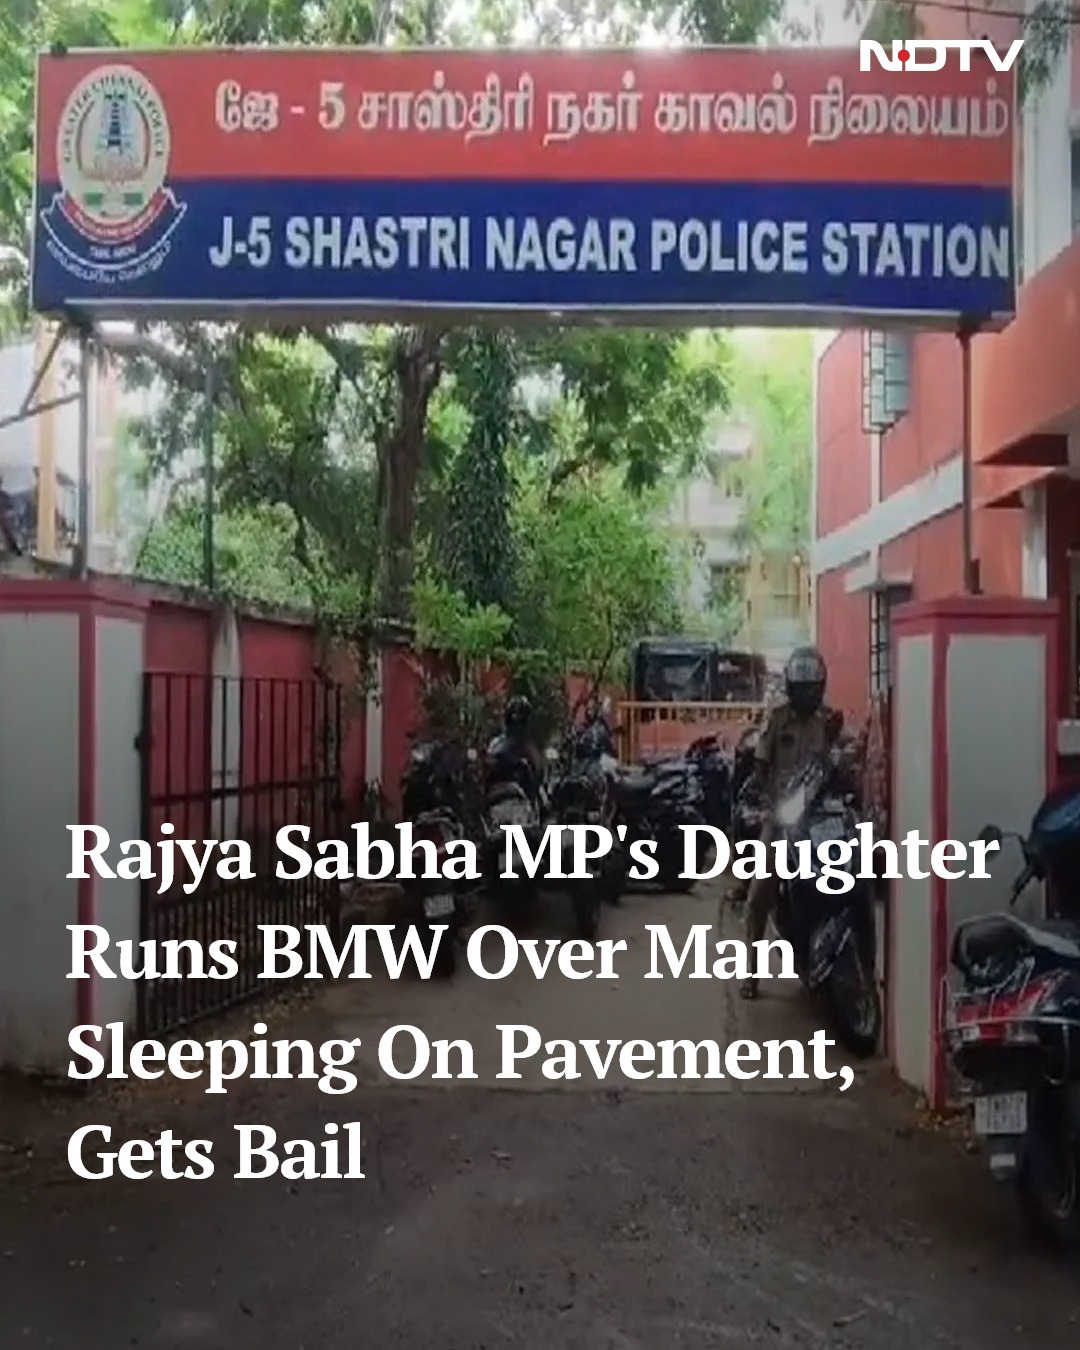 NDTV
ஜே - 5 சாஸ்திரி நகர் காவல் நிலையம்
J-5 SHASTRI NAGAR POLICE STATION
Rajya Sabha MP's Daughter
Runs BMW Over Man
Sleeping On Pavement,
Gets Bail